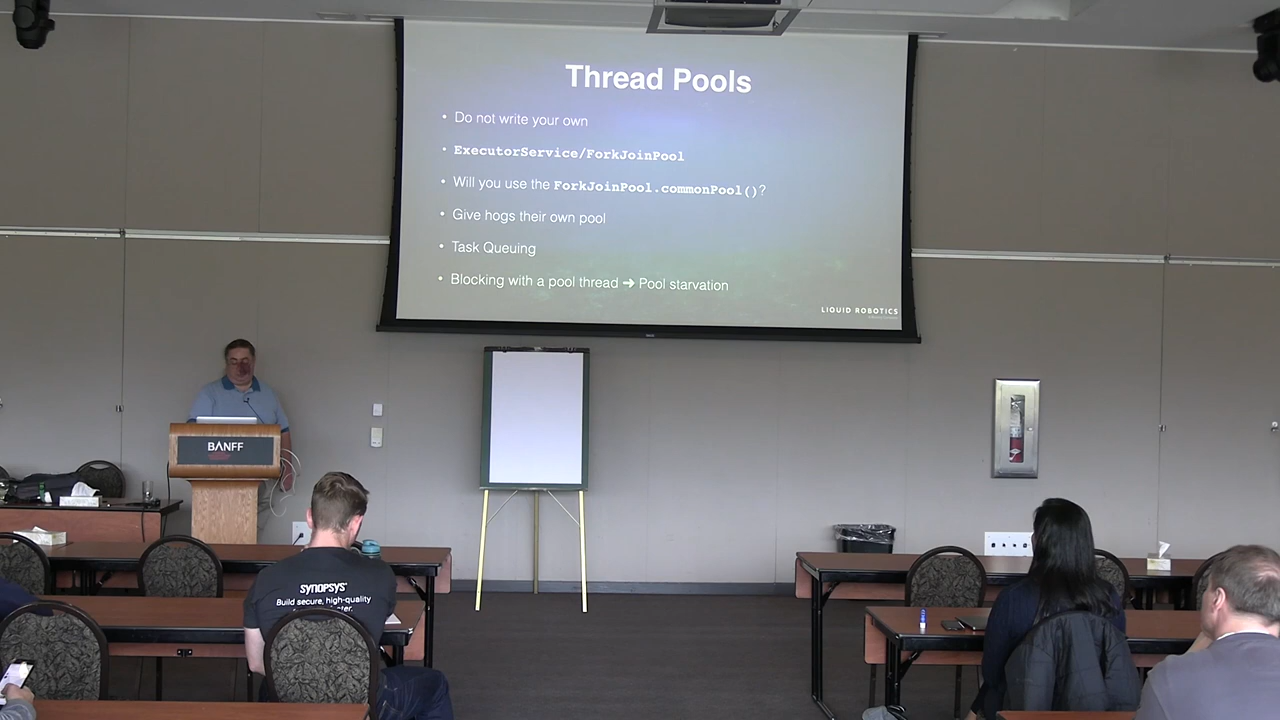 Thread Pools
• Do not write your own
• ExecutorService/ForkJoinPool
• Will you use the ForkJoinPool.commonPool()?
• Give hogs their own pool
• Task Queuing
• Blocking with a pool thread ➜ Pool starvation
LIQUID ROBOTICS
BANFF
SYNOPSYS®
Build secure, high-quality